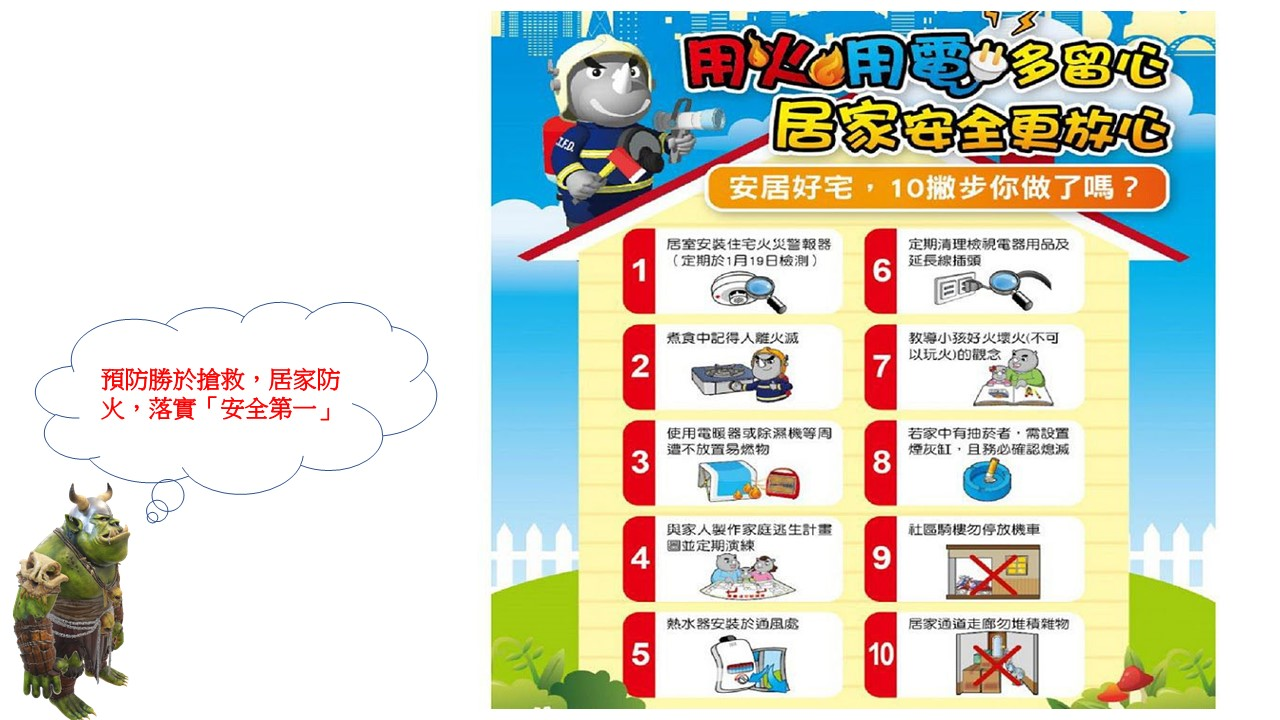 預防勝於搶救，居家防
火，落實「安全第一」
用火用電多留心
居家安全更放心
安居好宅，10撇步你做了嗎？
1
居室安裝住宅火災警報器
（定期於1月19日檢測）
2
煮食中記得人離火滅
3
使用電暖器或除濕機等周
遭不放置易燃物
4
與家人製作家庭逃生計畫
圖並定期演練
5
熱水器安裝於通風處
6
定期清理檢視電器用品及
延長線插頭
7
教導小孩好火壞火(不可
以玩火)的觀念
8
若家中有抽菸者，需設置
煙灰缸，且務必確認熄滅
9
社區騎樓勿停放機車
10
居家通道走廊勿堆積雜物